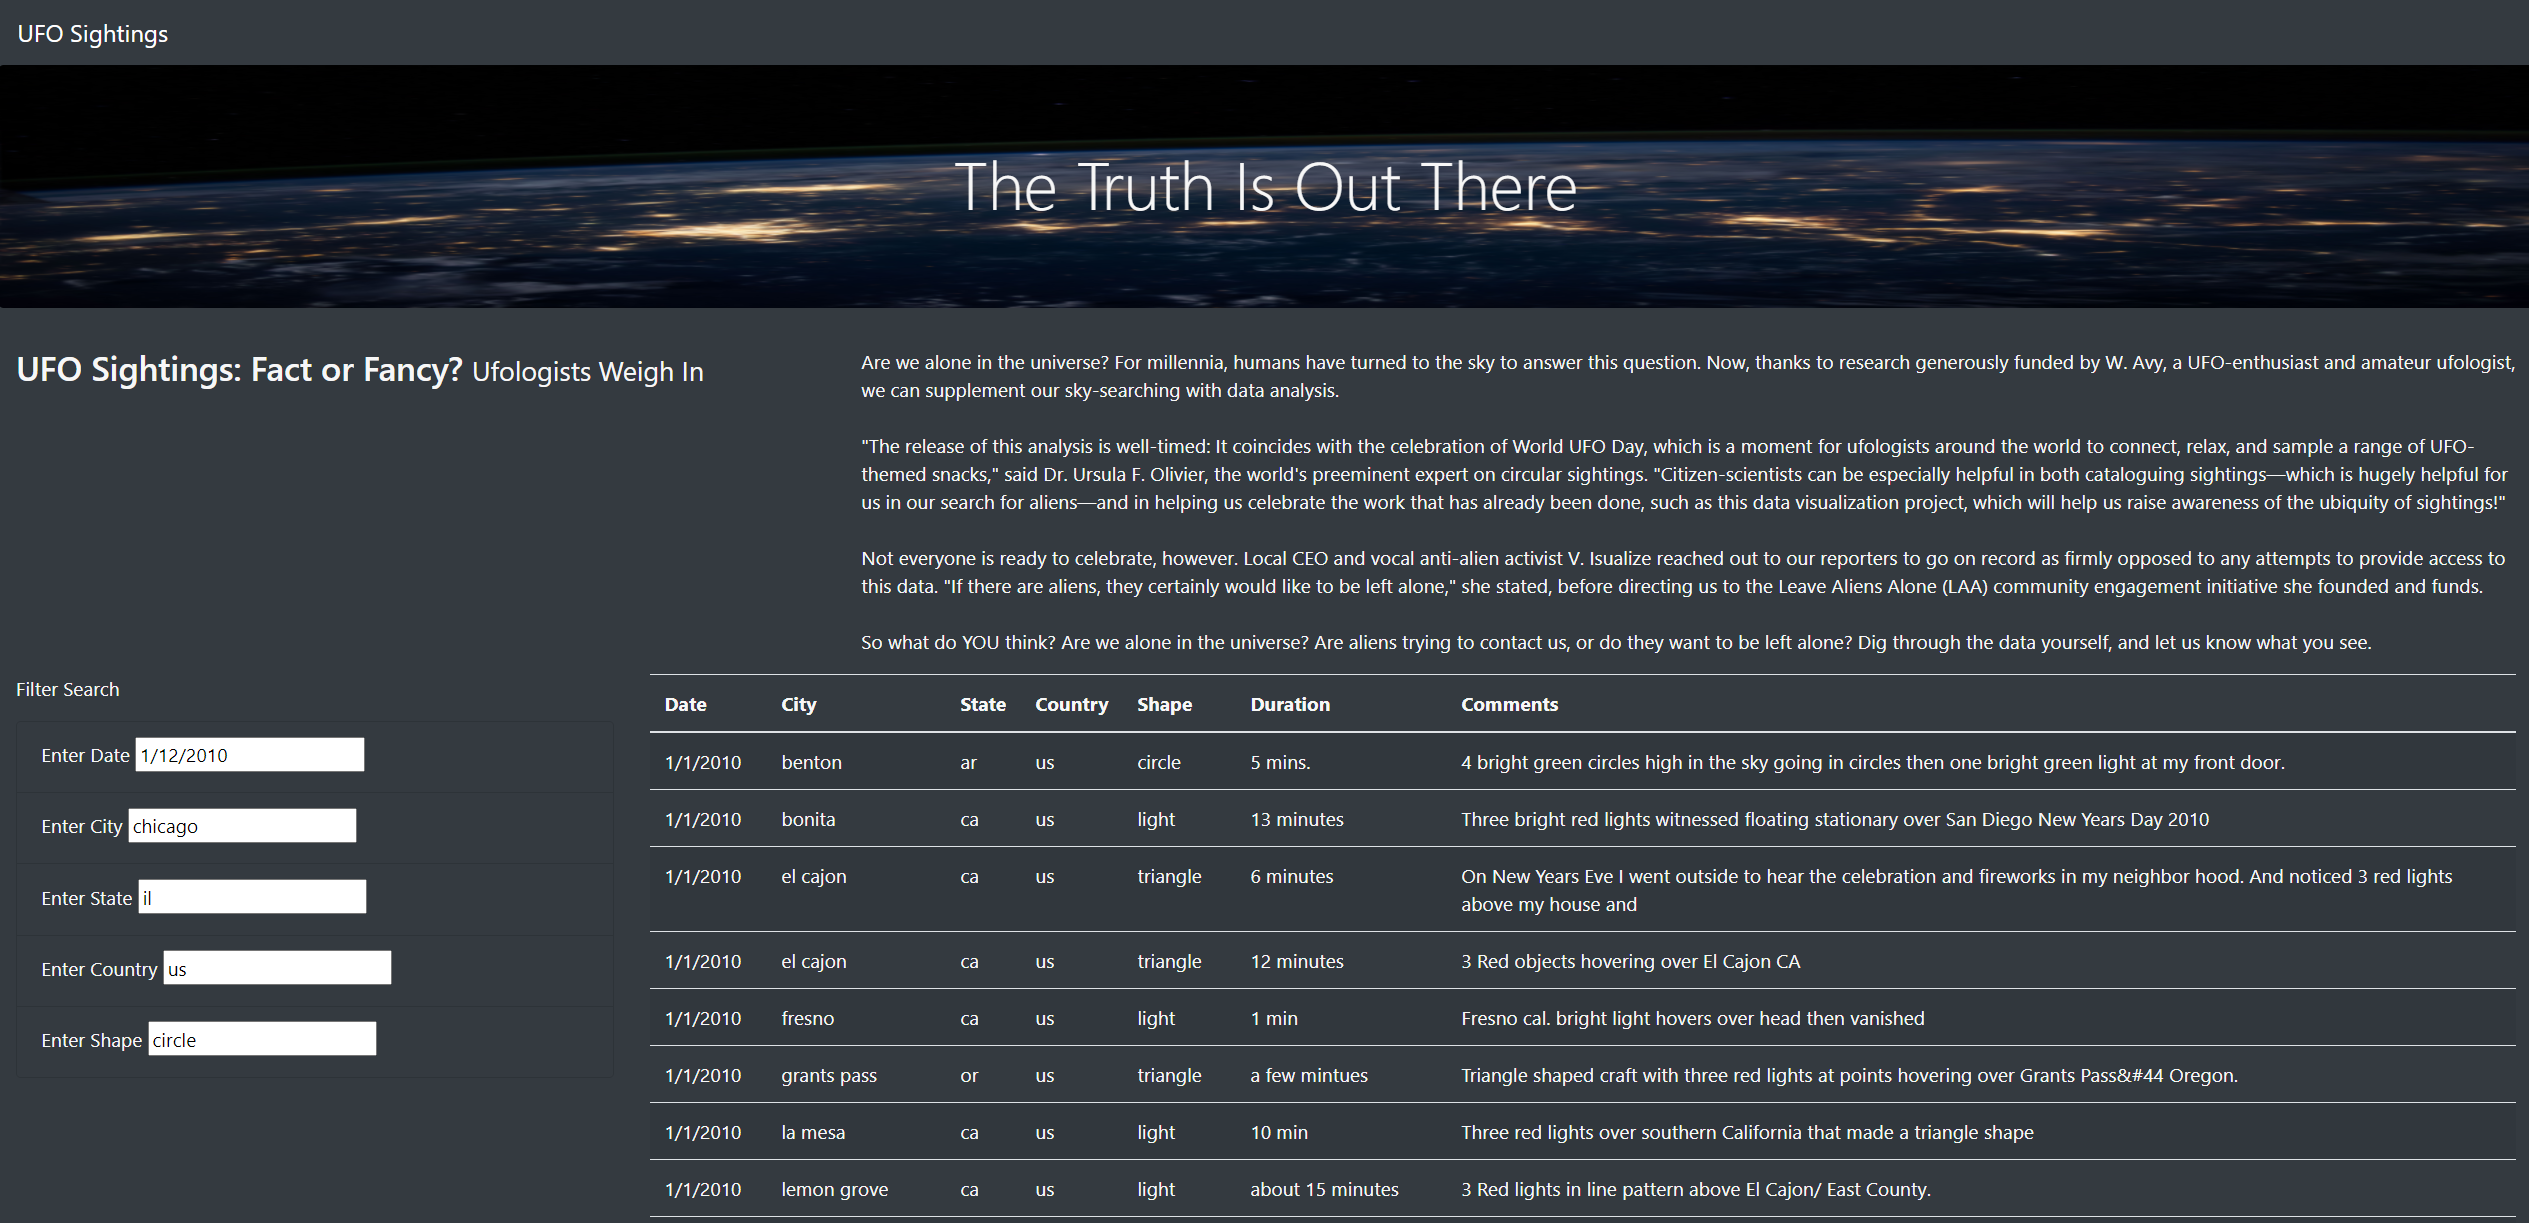 UFO Sightings
The Truth Is Out There
UFO Sightings: Fact or Fancy? Ufologists Weigh In
Are we alone in the universe? For millennia, humans have turned to the sky to answer this question. Now, thanks to research generously funded by W. Avy, a UFO-enthusiast and amateur ufologist,
we can supplement our sky-searching with data analysis.
"The release of this analysis is well-timed: It coincides with the celebration of World UFO Day, which is a moment for ufologists around the world to connect, relax, and sample a range of UFO-
themed snacks," said Dr. Ursula F. Olivier, the world's preeminent expert on circular sightings. "Citizen-scientists can be especially helpful in both cataloguing sightings—which is hugely helpful for
us in our search for aliens—and in helping us celebrate the work that has already been done, such as this data visualization project, which will help us raise awareness of the ubiquity of sightings!"
Not everyone is ready to celebrate, however. Local CEO and vocal anti-alien activist V. Isualize reached out to our reporters to go on record as firmly opposed to any attempts to provide access to
this data. "If there are aliens, they certainly would like to be left alone," she stated, before directing us to the Leave Aliens Alone (LAA) community engagement initiative she founded and funds.
So what do YOU think? Are we alone in the universe? Are aliens trying to contact us, or do they want to be left alone? Dig through the data yourself, and let us know what you see.
Filter Search
Enter Date 1/12/2010
Enter City chicago
Enter State il
Enter Country us
Enter Shape circle
Date City State Country Shape Duration Comments
1/1/2010 benton ar us circle 5 mins. 4 bright green circles high in the sky going in circles then one bright green light at my front door.
1/1/2010 bonita ca us light 13 minutes Three bright red lights witnessed floating stationary over San Diego New Years Day 2010
1/1/2010 el cajon ca us triangle 6 minutes On New Years Eve I went outside to hear the celebration and fireworks in my neighbor hood. And noticed 3 red lights
above my house and
1/1/2010 el cajon ca us triangle 12 minutes 3 Red objects hovering over El Cajon CA
1/1/2010 fresno ca us light 1 min Fresno cal. bright light hovers over head then vanished
1/1/2010 grants pass or us triangle a few mintues Triangle shaped craft with three red lights at points hovering over Grants Pass&#44 Oregon.
1/1/2010 la mesa ca us light 10 min Three red lights over southern California that made a triangle shape
1/1/2010 lemon grove ca us light about 15 minutes 3 Red lights in line pattern above El Cajon/ East County.